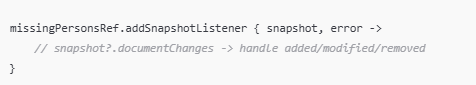 missingPersonsRef.addSnapshotListener { snapshot, error ->
    // snapshot?.documentChanges -> handle added/modified/removed
}